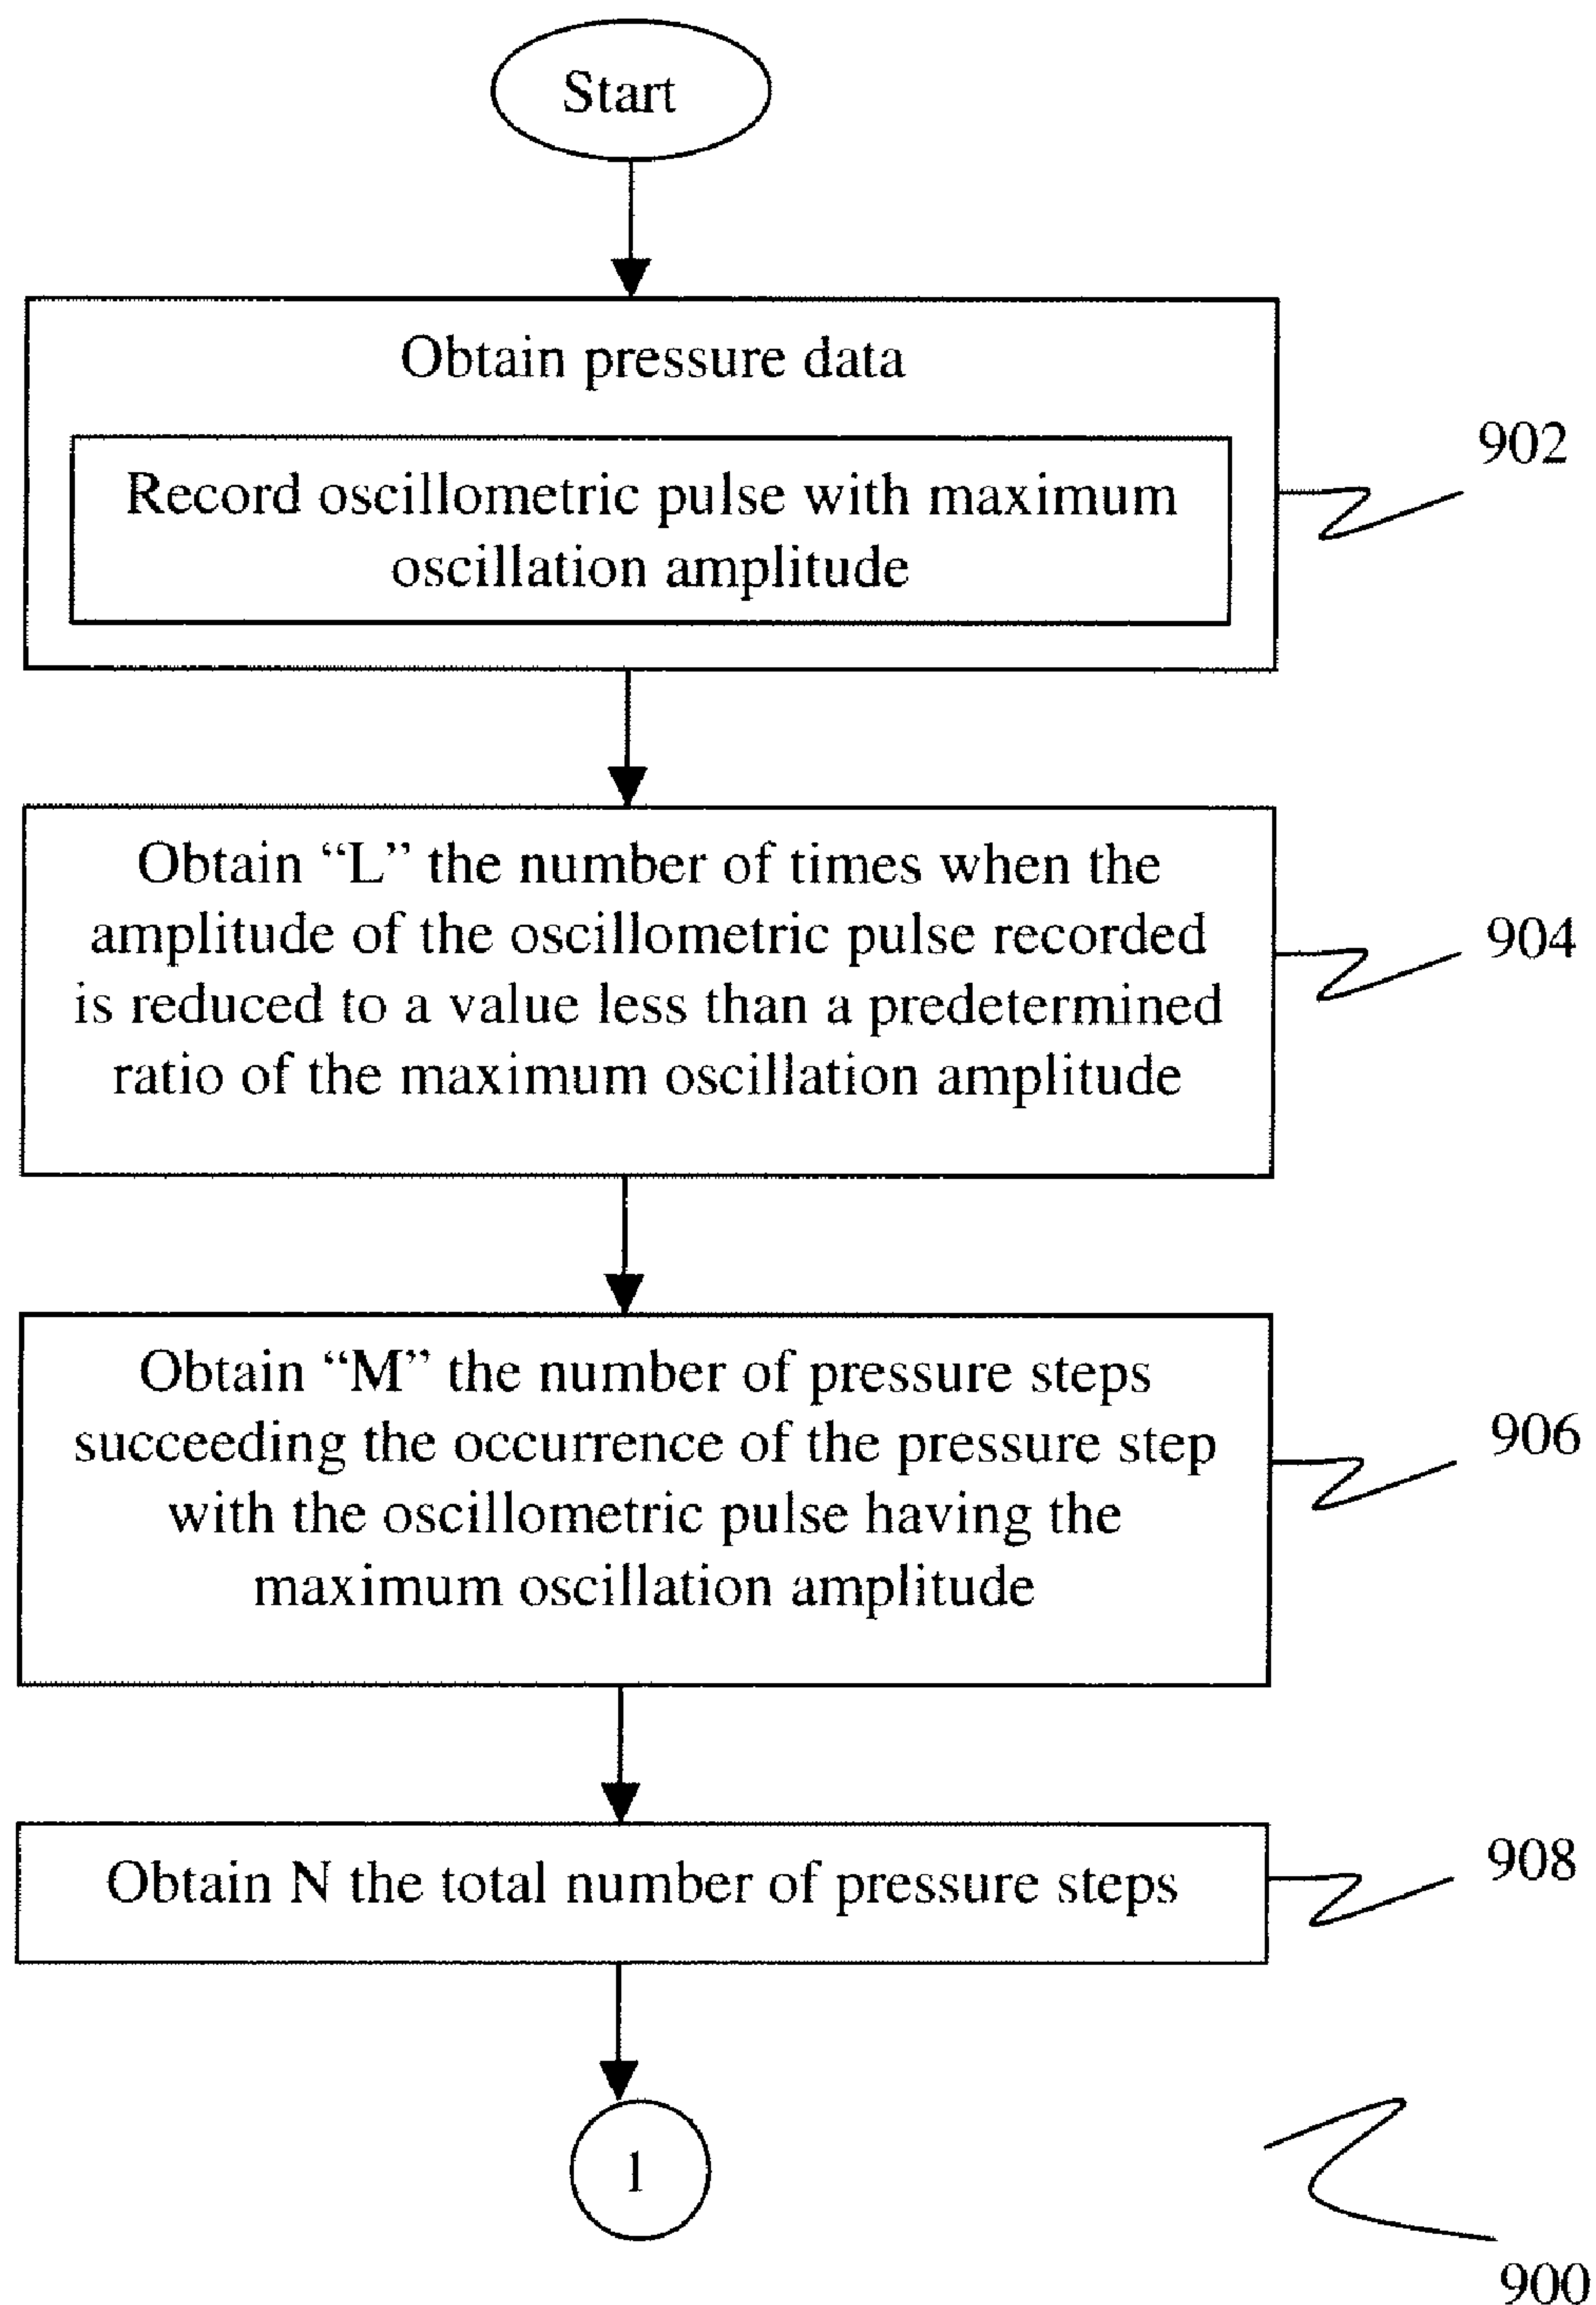 Start
Obtain pressure data
Record oscillometric pulse with maximum
oscillation amplitude
902
Obtain “L” the number of times when the
amplitude of the oscillometric pulse recorded
is reduced to a value less than a predetermined
ratio of the maximum oscillation amplitude
904
Obtain “M” the number of pressure steps
succeeding the occurrence of the pressure step
with the oscillometric pulse having the
maximum oscillation amplitude
906
Obtain N the total number of pressure steps
908
1
900